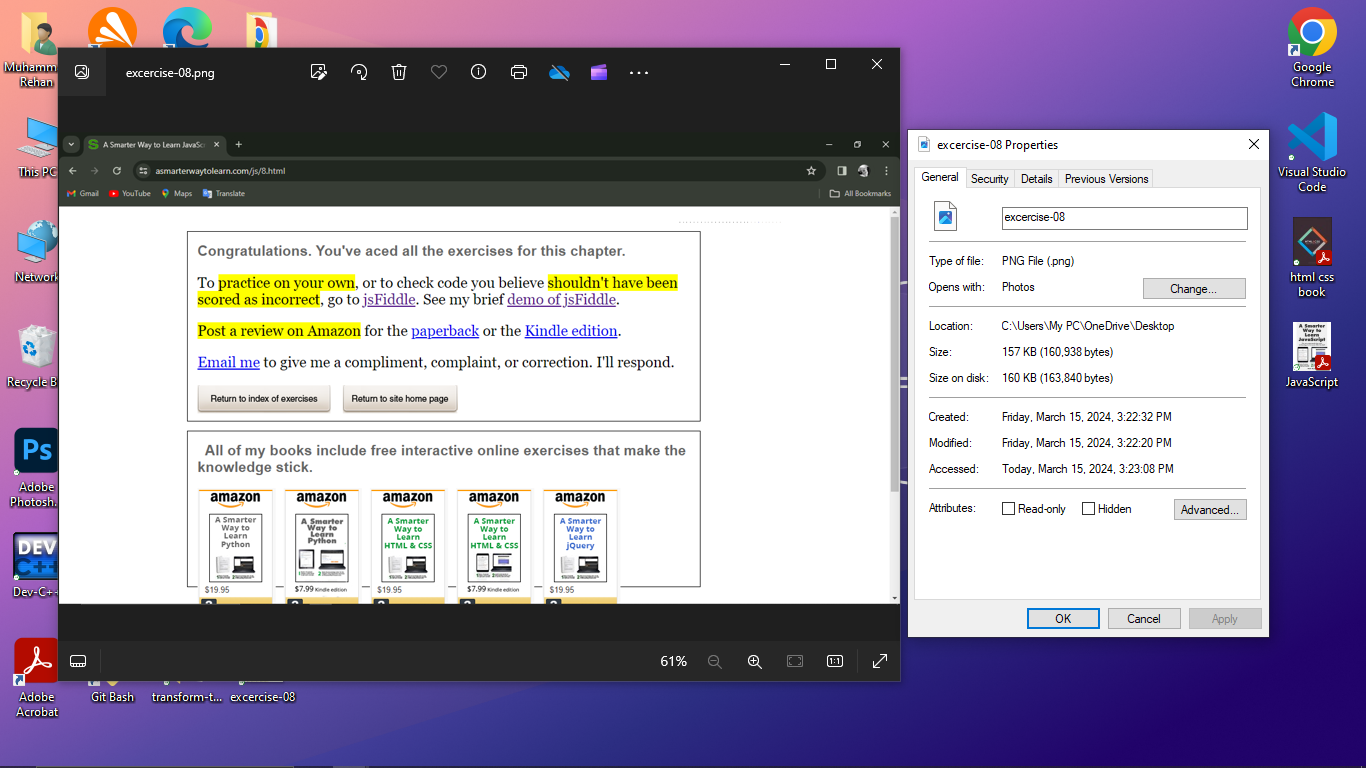 Muhamm...
Rehan
This PC
Network
Recycle B
Ps
Adobe
Photosh...
DEV
C++
Dev-C++
Adobe
Acrobat
Git Bash
transform-t...
excercise-08
excercise-08.png
A Smarter Way to Learn JavaSc
asmarterwaytolearn.com/js/8.html
Gmail YouTube Maps Translate All Bookmarks
Congratulations. You've aced all the exercises for this chapter.
To practice on your own, or to check code you believe shouldn't have been
scored as incorrect, go to jsFiddle. See my brief demo of jsFiddle.
Post a review on Amazon for the paperback or the Kindle edition.
Email me to give me a compliment, complaint, or correction. I'll respond.
Return to index of exercises Return to site home page
All of my books include free interactive online exercises that make the
knowledge stick.
amazon
A Smarter
Way to
Learn
Python
$19.95
amazon
A Smarter
Way to
Learn
Python
$7.99 Kindle edition
amazon
A Smarter
Way to
Learn
HTML & CSS
$19.95
amazon
A Smarter
Way to
Learn
HTML & CSS
$7.99 Kindle edition
amazon
A Smarter
Way to
Learn
jQuery
$19.95
61%
1:1
excercise-08 Properties
General Security Details Previous Versions
excercise-08
Type of file: PNG File (.png)
Opens with: Photos Change...
Location: C:\Users\My PC\OneDrive\Desktop
Size: 157 KB (160,938 bytes)
Size on disk: 160 KB (163,840 bytes)
Created: Friday, March 15, 2024, 3:22:32 PM
Modified: Friday, March 15, 2024, 3:22:20 PM
Accessed: Today, March 15, 2024, 3:23:08 PM
Attributes: Read-only Hidden Advanced...
OK Cancel Apply
Google
Chrome
Visual Studio
Code
HTML CSS
html css
book
A Smarter
Way to
Learn
JavaScript
JavaScript